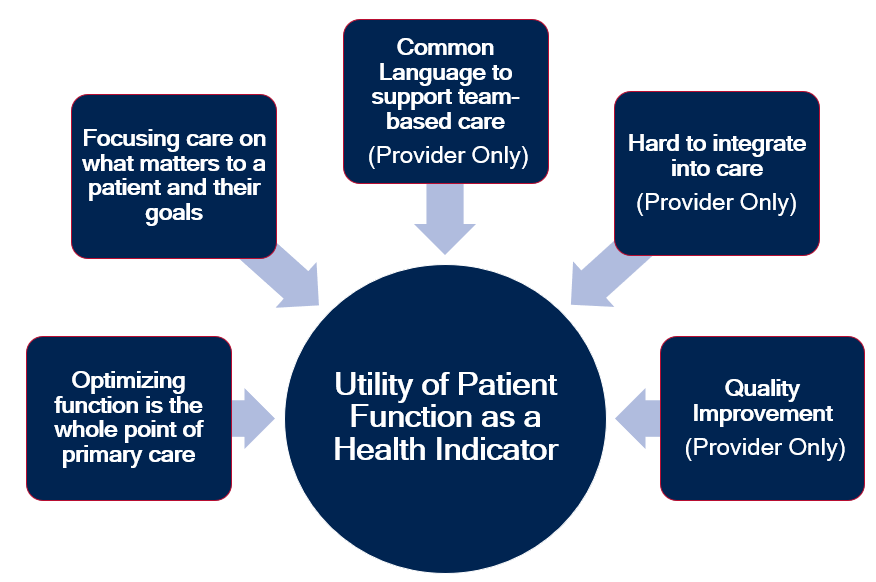 Common
Language to
support team-
based care
(Provider Only)
Focusing care on
what matters to a
patient and their
goals
Hard to integrate
into care
(Provider Only)
Optimizing
function is the
whole point of
primary care
Utility of Patient
Function as a
Health Indicator
Quality
Improvement
(Provider Only)